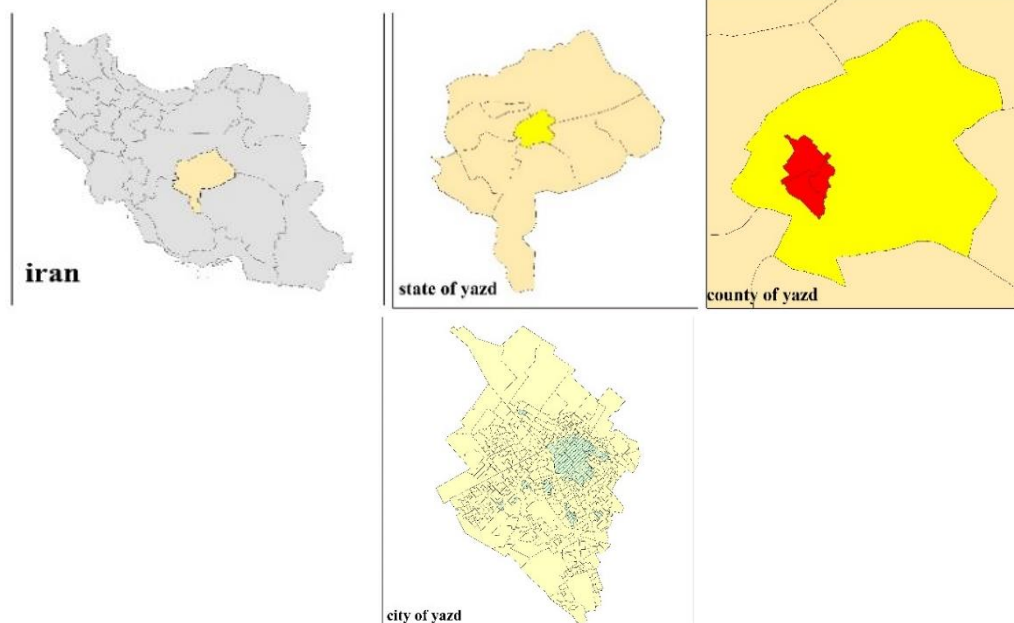 iran
state of yazd
county of yazd
city of yazd